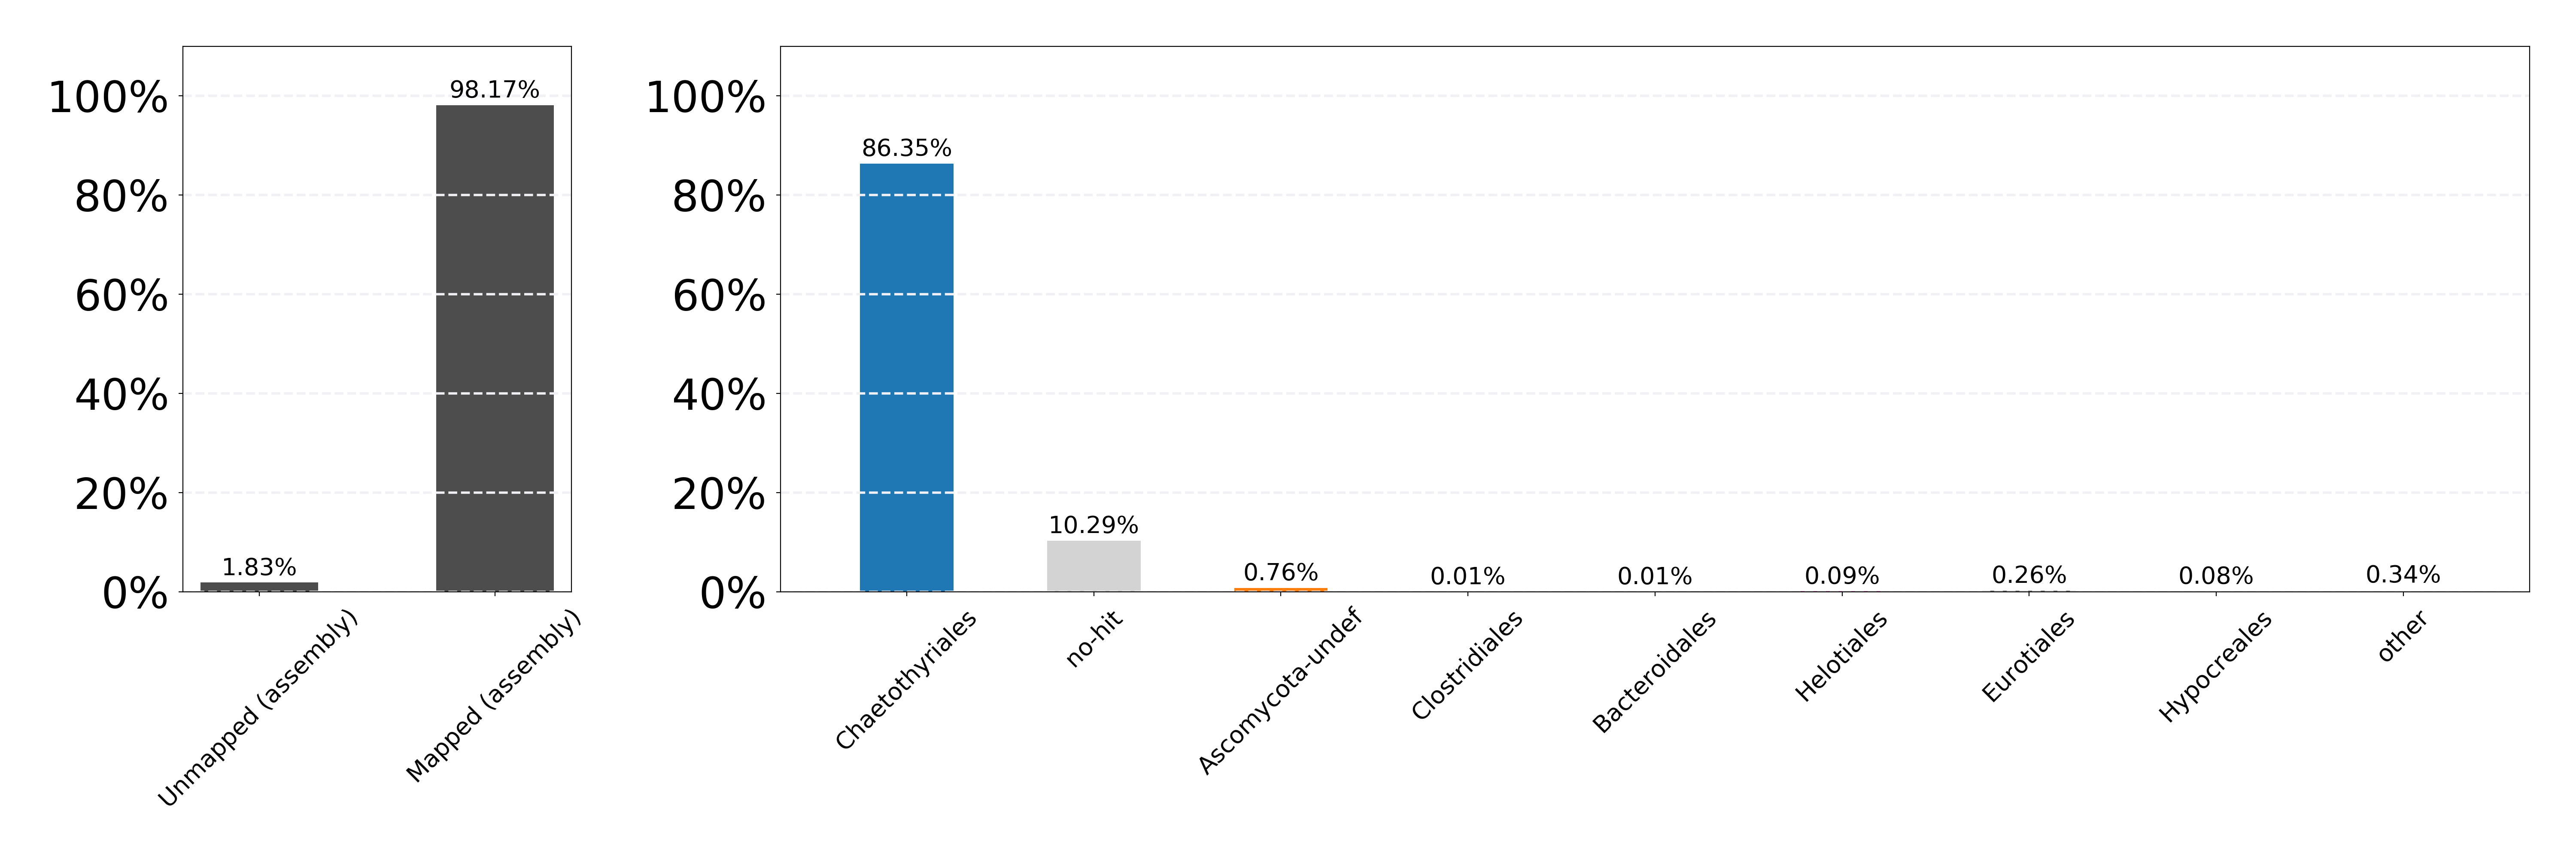 100%
80%
60%
40%
20%
0%
1.83%
98.17%
Unmapped (assembly)
Mapped (assembly)
100%
80%
60%
40%
20%
0%
86.35%
10.29%
0.76%
0.01%
0.01%
0.09%
0.26%
0.08%
0.34%
Chaetothyriales
no-hit
Ascomycota-undef
Clostridiales
Bacteroidales
Helotiales
Eurotiales
Hypocreales
other